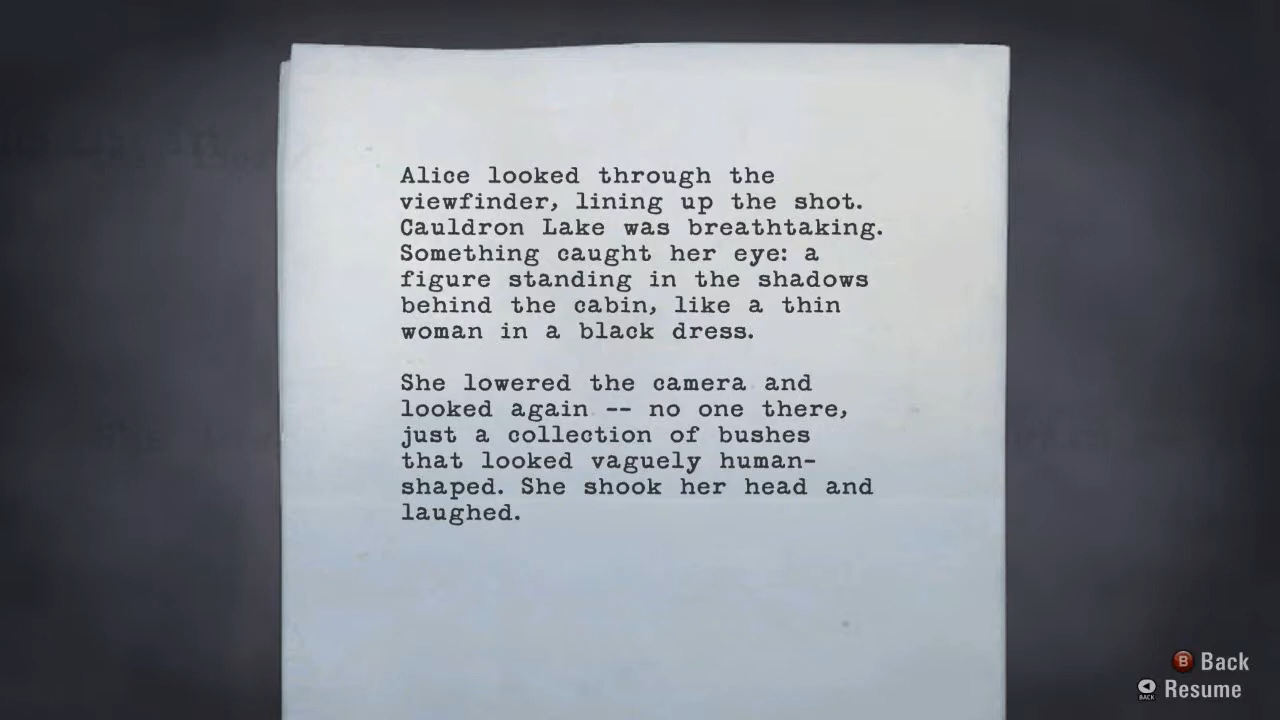 Alice looked through the
viewfinder, lining up the shot.
Cauldron Lake was breathtaking.
Something caught her eye: a
figure standing in the shadows
behind the cabin, like a thin
woman in a black dress.
She lowered the camera and
looked again -- no one there,
just a collection of bushes
that looked vaguely human-
shaped. She shook her head and
laughed.
B Back
BACK Resume